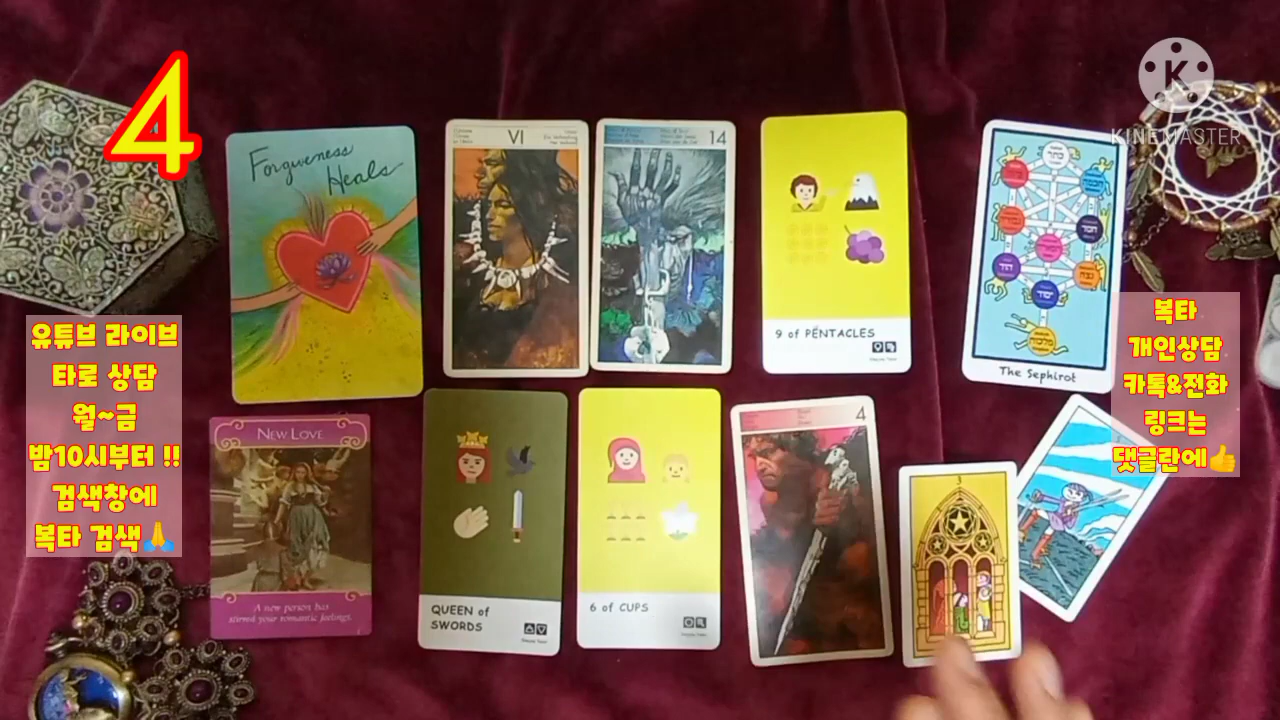 4
KINEMASTER
유튜브 라이브
타로 상담
월~금
밤10시부터 !!
검색창에
복타 검색🙏
복타
개인상담
카톡&전화
링크는
댓글란에👍
Forgiveness
Heals
VI
14
9 of PENTACLES
The Sephirot
NEW LOVE
A new person has
stirred your romantic feelings.
QUEEN of
SWORDS
6 of CUPS
4
3